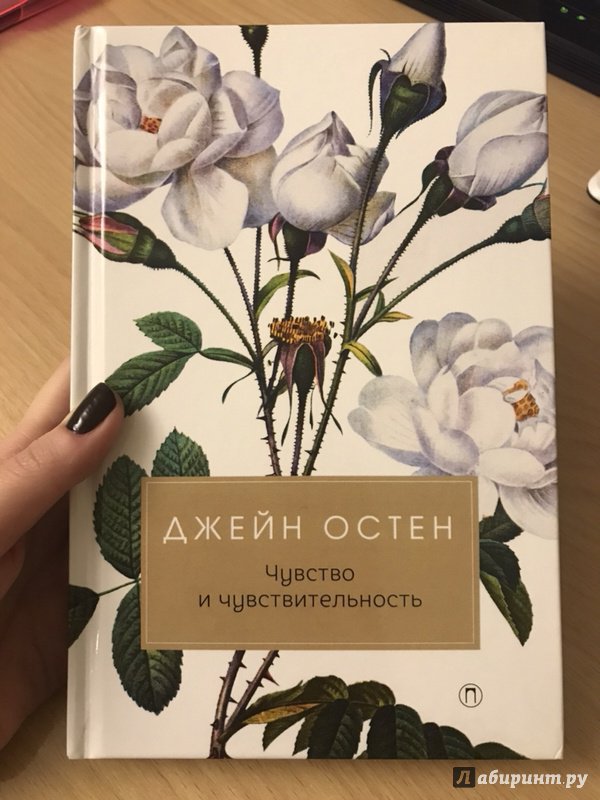 ДЖЕЙН ОСТЕН
Чувство
и чувствительность
П
Лабиринт.ру